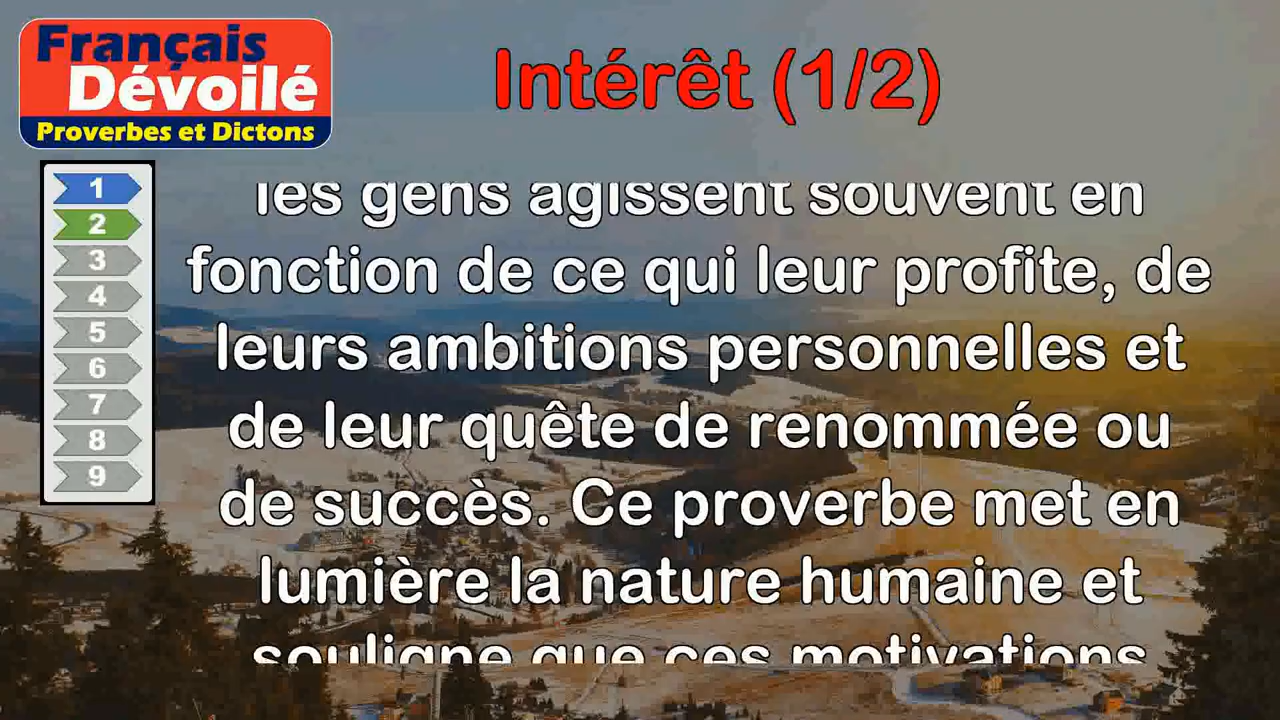 Français
Dévoilé
Proverbes et Dictons
Intérêt (1/2)
1
2
3
4
5
6
7
8
9
les gens agissent souvent en
fonction de ce qui leur profite, de
leurs ambitions personnelles et
de leur quête de renommée ou
de succès. Ce proverbe met en
lumière la nature humaine et
souligne que ces motivations